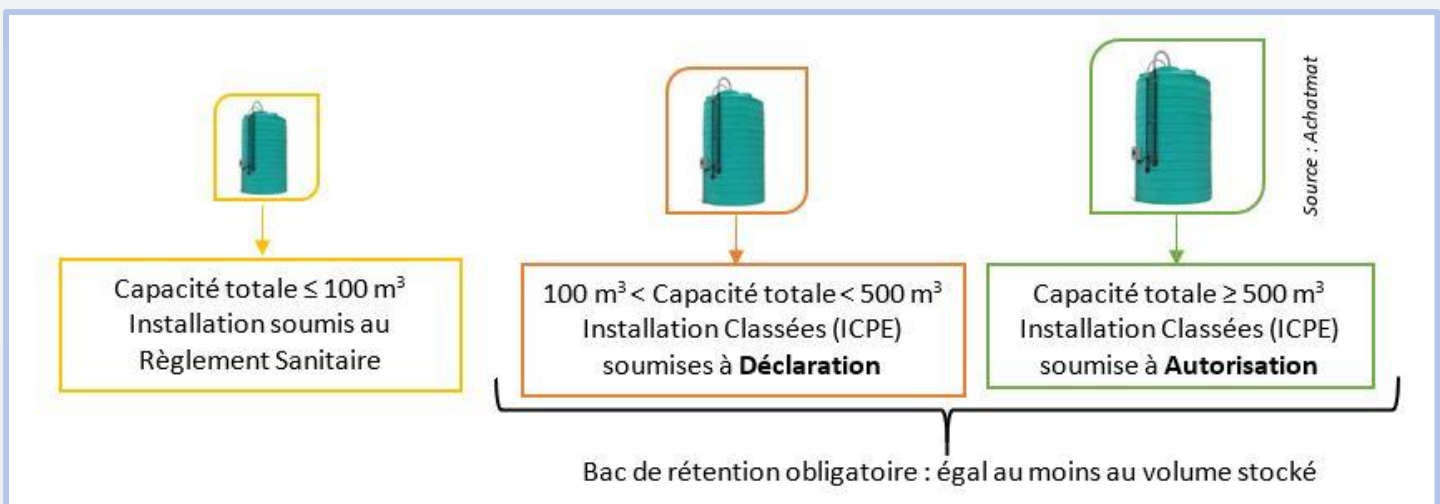 Source : Achatmat
Capacité totale ≤ 100 m³
Installation soumis au
Règlement Sanitaire
100 m³ < Capacité totale < 500 m³
Installation Classées (ICPE)
soumises à Déclaration
Capacité totale ≥ 500 m³
Installation Classées (ICPE)
soumise à Autorisation
Bac de rétention obligatoire : égal au moins au volume stocké